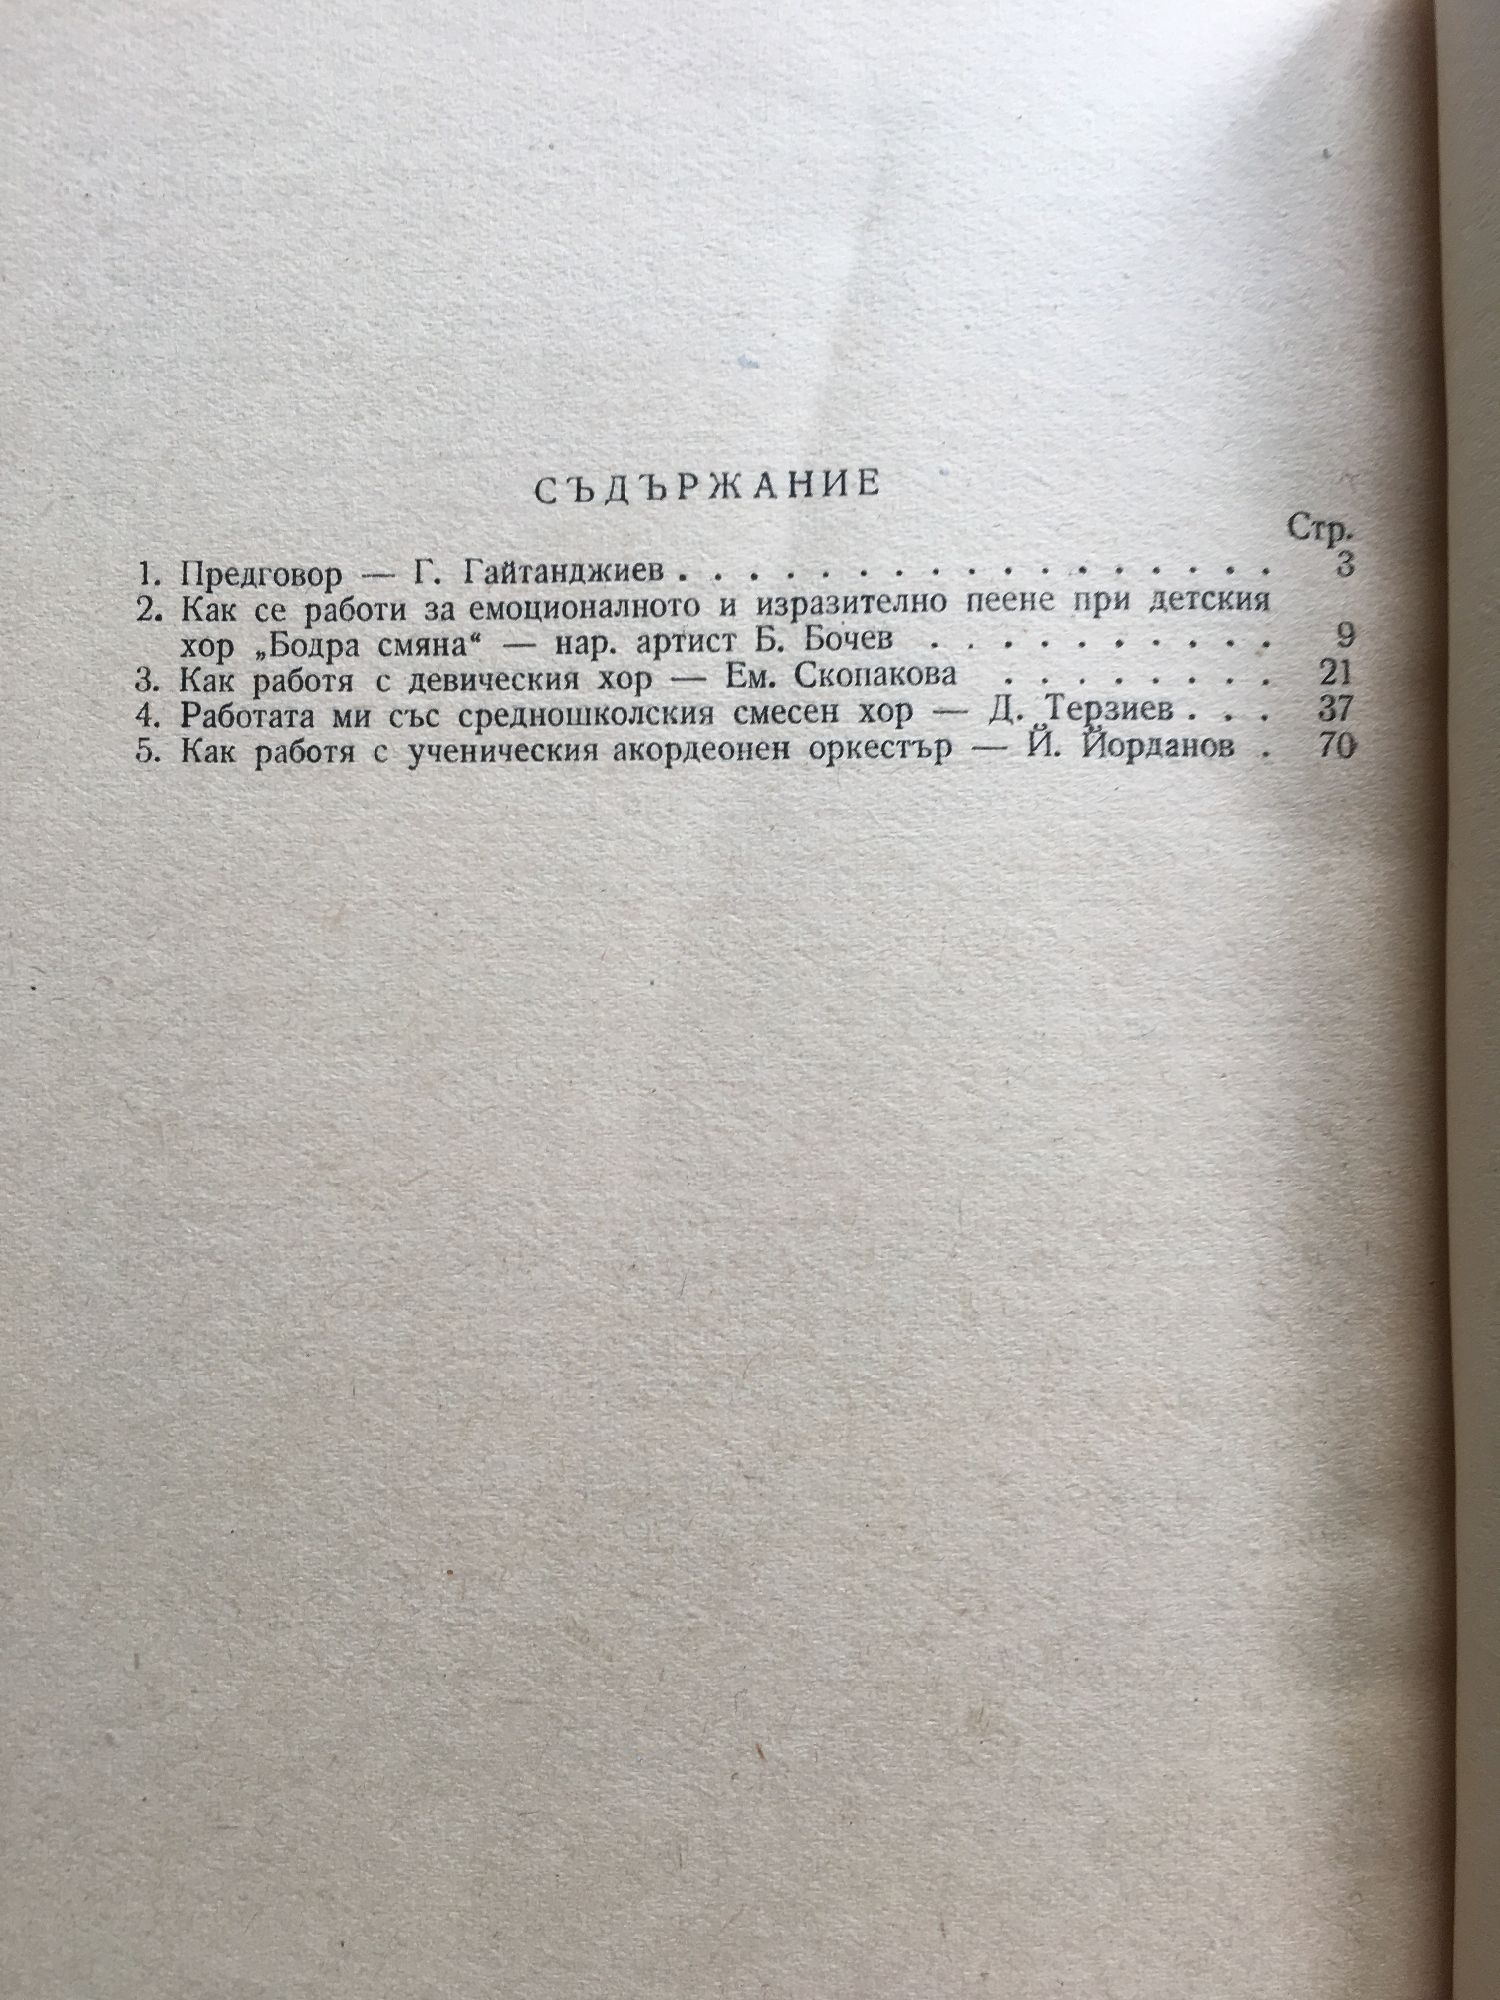 СЪДЪРЖАНИЕ
Стр.
1. Предговор — Г. Гайтанджиев . . . . . . . . . . . . . . . . . 3
2. Как се работи за емоционалното и изразително пеене при детския
хор „Бодра смяна“ — нар. артист Б. Бочев . . . . . . . . . . 9
3. Как работя с девическия хор — Ем. Скопакова . . . . . . . . 21
4. Работата ми със средношколския смесен хор — Д. Терзиев . . . 37
5. Как работя с ученическия акордеонен оркестър — Й. Йорданов . 70